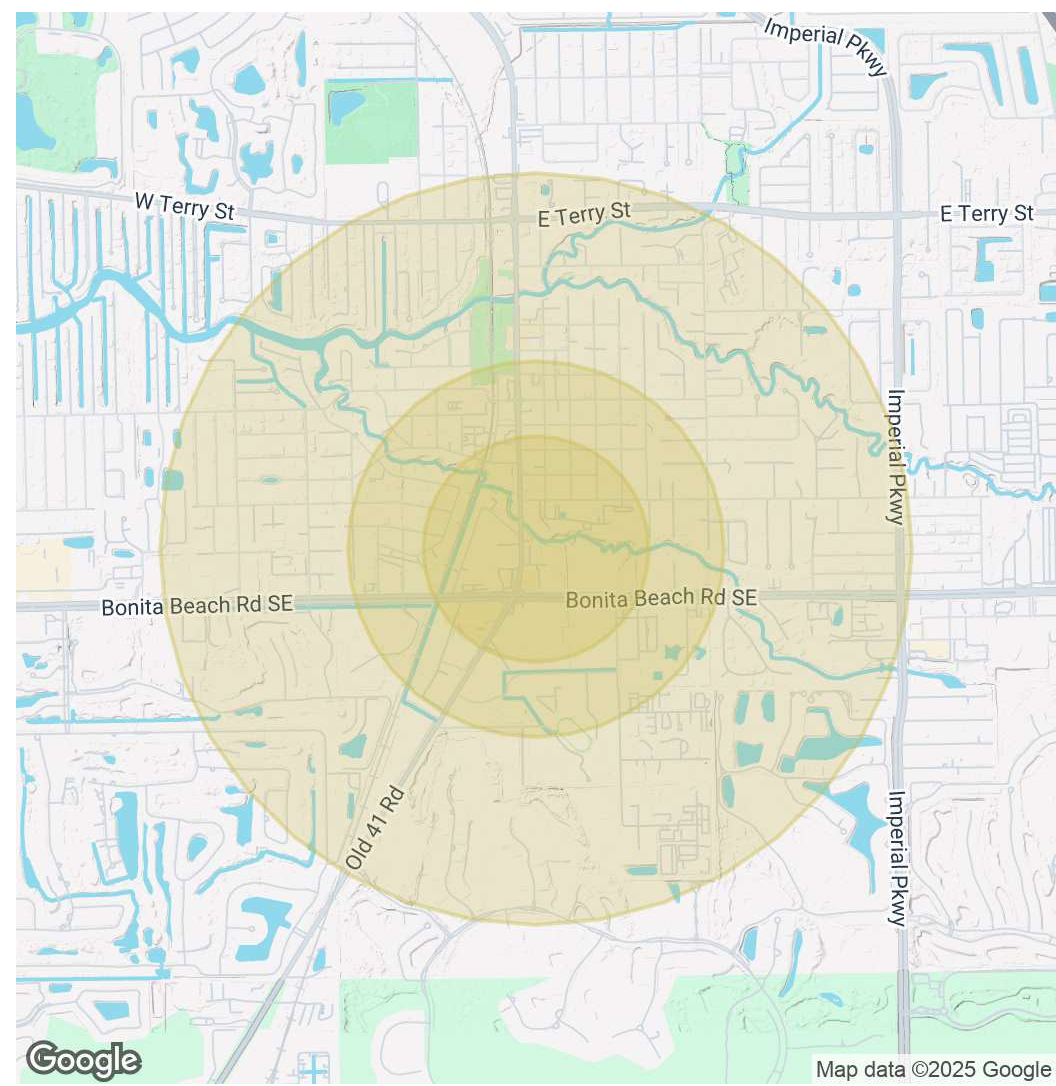 Imperial Pkwy
W Terry St
E Terry St
E Terry St
Imperial Pkwy
Bonita Beach Rd SE
Bonita Beach Rd SE
Old 41 Rd
Imperial Pkwy
Google
Map data ©2025 Google